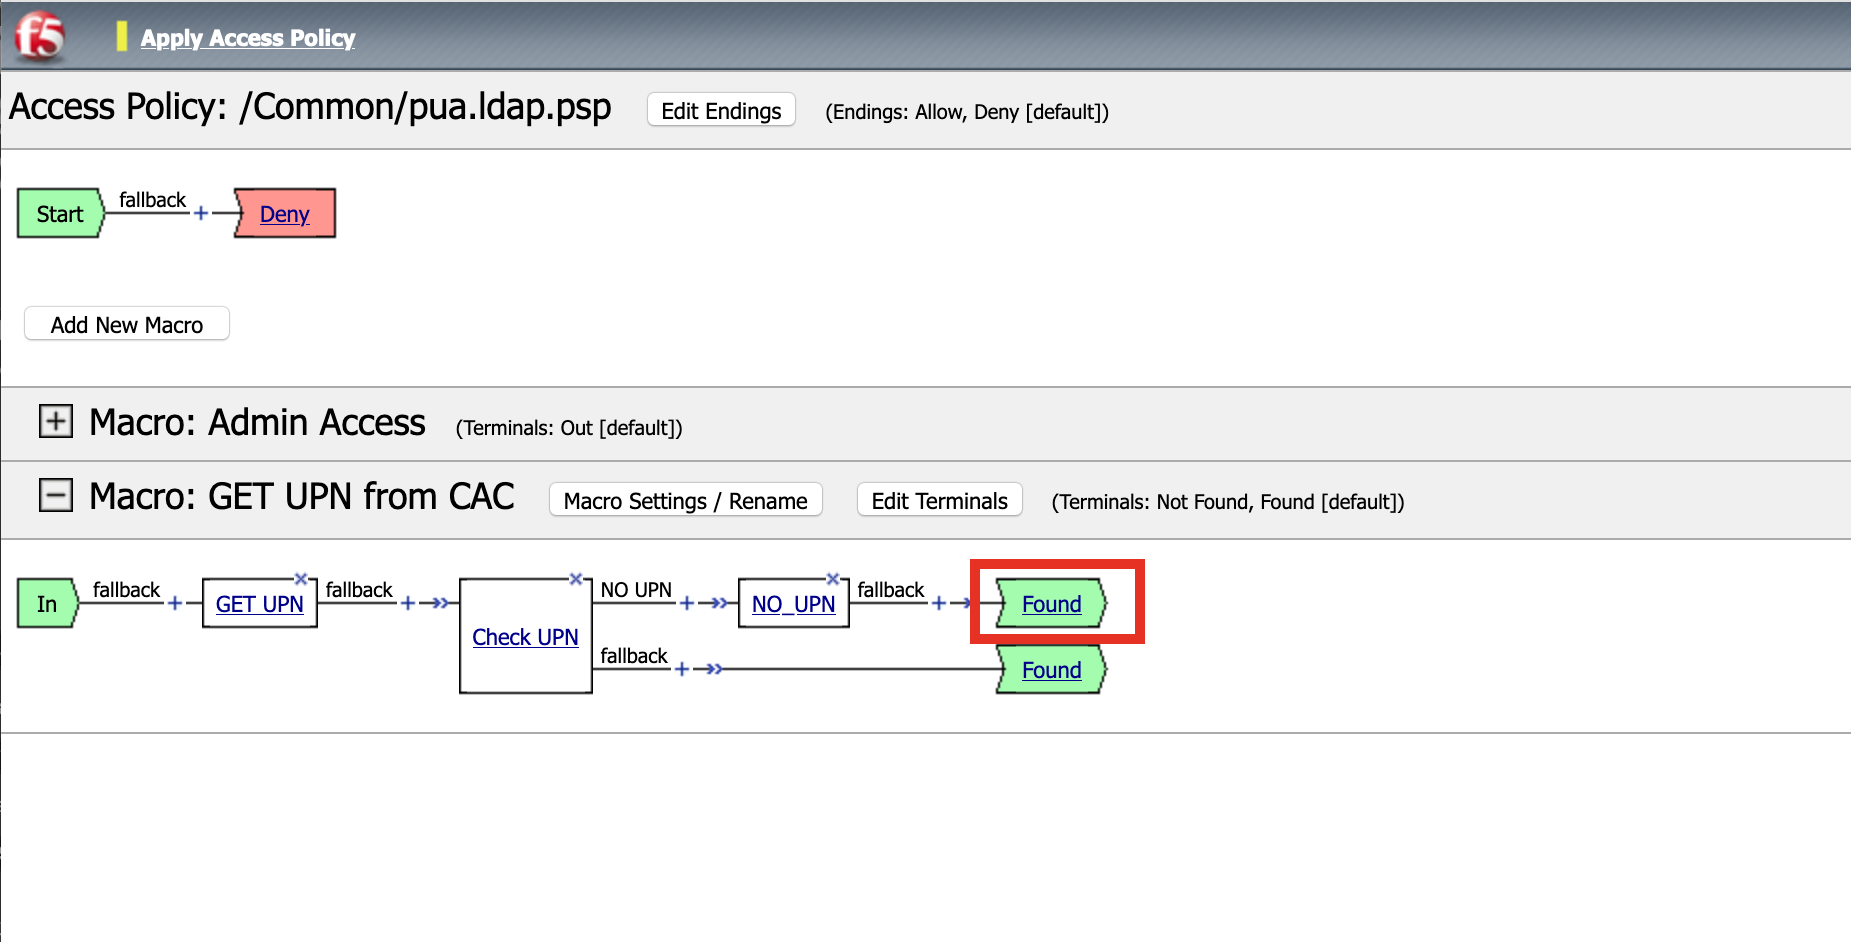 f5 Apply Access Policy
Access Policy: /Common/pua.ldap.psp Edit Endings (Endings: Allow, Deny [default])
Start fallback + Deny
Add New Macro
+ Macro: Admin Access (Terminals: Out [default])
− Macro: GET UPN from CAC Macro Settings / Rename Edit Terminals (Terminals: Not Found, Found [default])
In fallback + GET UPN × fallback + Check UPN × NO UPN + NO_UPN × fallback + Found
fallback + Found